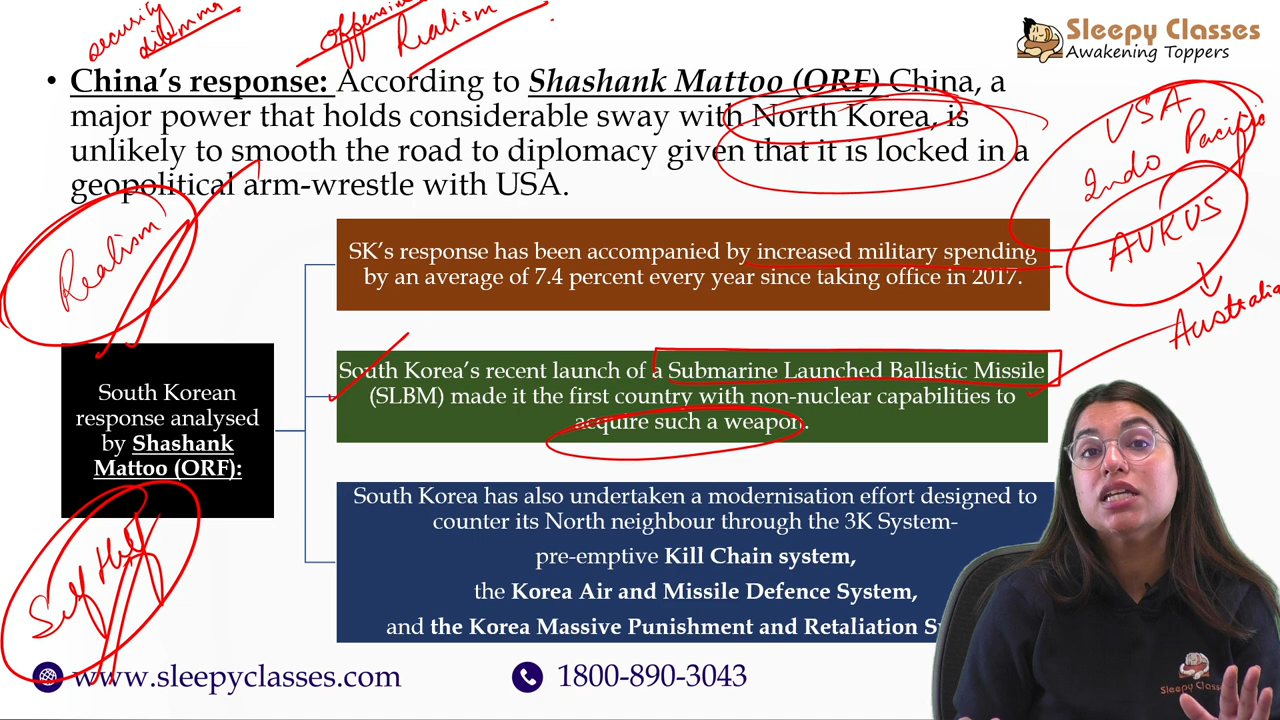 security
dilemma
offensive
Realism
Sleepy Classes
Awakening Toppers
• China's response: According to Shashank Mattoo (ORF) China, a
major power that holds considerable sway with North Korea, is
unlikely to smooth the road to diplomacy given that it is locked in a
geopolitical arm-wrestle with USA.
USA
Indo Pacific
AUKUS
Australia
Realism
SK's response has been accompanied by increased military spending
by an average of 7.4 percent every year since taking office in 2017.
South Korean
response analysed
by Shashank
Mattoo (ORF):
South Korea's recent launch of a Submarine Launched Ballistic Missile
(SLBM) made it the first country with non-nuclear capabilities to
acquire such a weapon.
South Korea has also undertaken a modernisation effort designed to
counter its North neighbour through the 3K System-
pre-emptive Kill Chain system,
the Korea Air and Missile Defence System,
and the Korea Massive Punishment and Retaliation Sy
Self help
Sleepy Classes
www.sleepyclasses.com
1800-890-3043